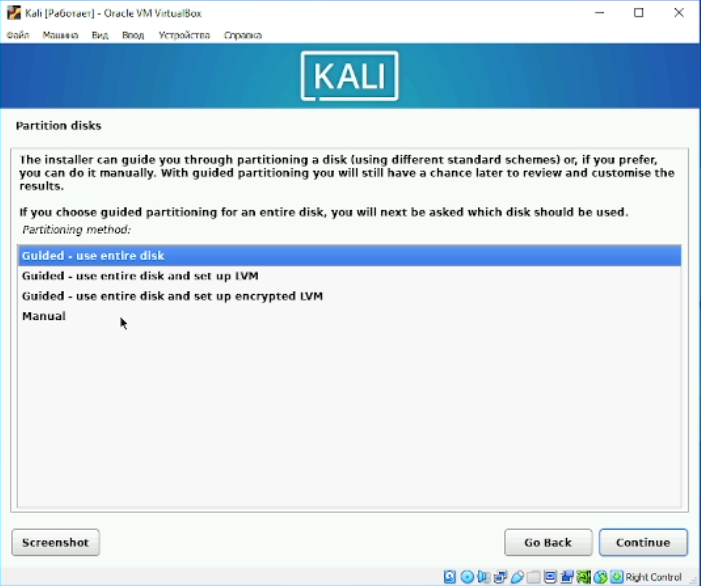 Kali [Работает] - Oracle VM VirtualBox
Файл Машина Вид Ввод Устройства Справка
KALI
Partition disks
The installer can guide you through partitioning a disk (using different standard schemes) or, if you prefer,
you can do it manually. With guided partitioning you will still have a chance later to review and customise the
results.
If you choose guided partitioning for an entire disk, you will next be asked which disk should be used.
Partitioning method:
Guided - use entire disk
Guided - use entire disk and set up LVM
Guided - use entire disk and set up encrypted LVM
Manual
Screenshot Go Back Continue
Right Control